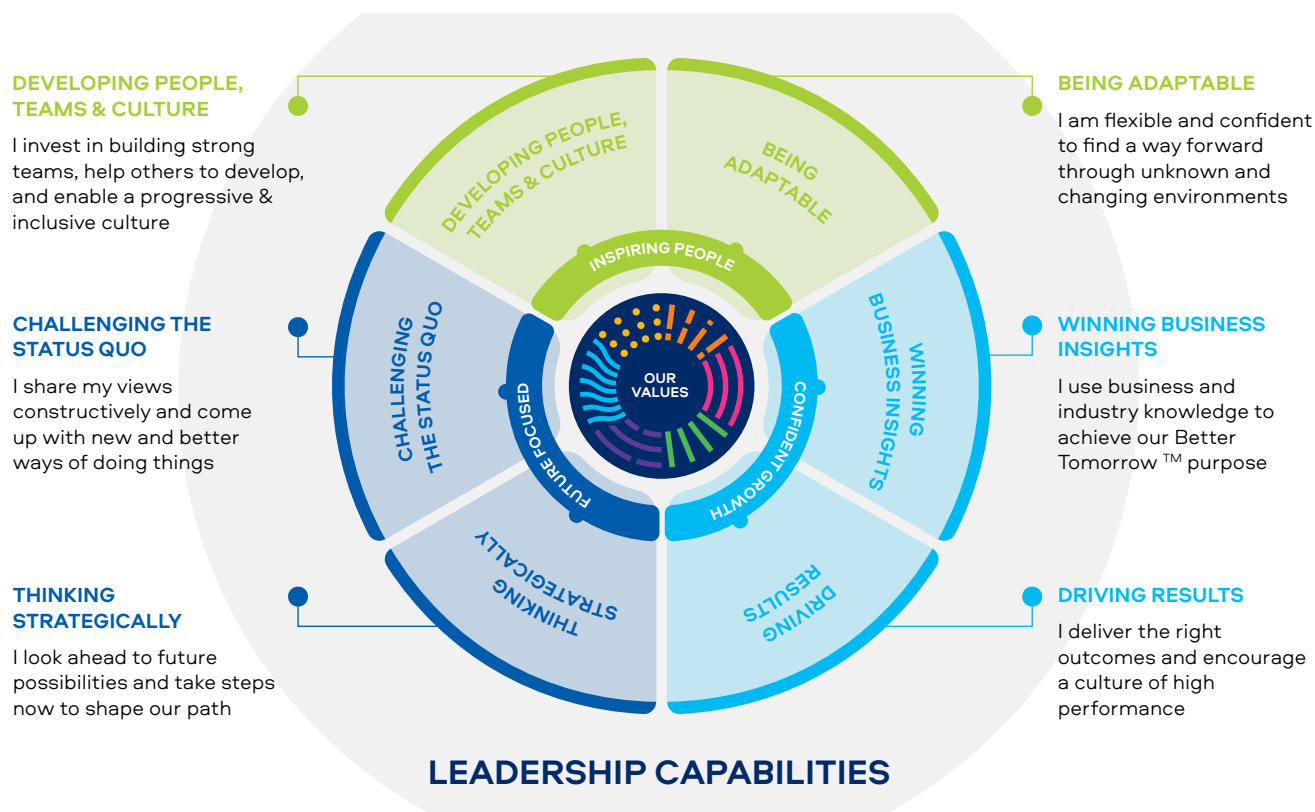 DEVELOPING PEOPLE,
TEAMS & CULTURE
I invest in building strong
teams, help others to develop,
and enable a progressive &
inclusive culture
CHALLENGING THE
STATUS QUO
I share my views
constructively and come
up with new and better
ways of doing things
THINKING
STRATEGICALLY
I look ahead to future
possibilities and take steps
now to shape our path
DEVELOPING PEOPLE,
TEAMS & CULTURE
BEING
ADAPTABLE
INSPIRING PEOPLE
CHALLENGING
THE STATUS QUO
FUTURE FOCUSED
OUR
VALUES
CONFIDENT GROWTH
WINNING
BUSINESS INSIGHTS
THINKING
STRATEGICALLY
DRIVING
RESULTS
BEING ADAPTABLE
I am flexible and confident
to find a way forward
through unknown and
changing environments
WINNING BUSINESS
INSIGHTS
I use business and
industry knowledge to
achieve our Better
Tomorrow ™ purpose
DRIVING RESULTS
I deliver the right
outcomes and encourage
a culture of high
performance
LEADERSHIP CAPABILITIES